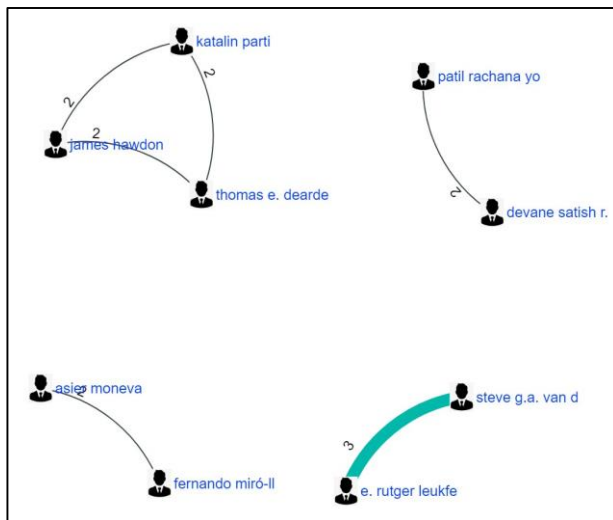 katalin parti
patil rachana yo
2
2
2
james hawdon
thomas e. dearde
2
devane satish r.
asier moneva
2
steve g.a. van d
3
fernando miró-ll
e. rutger leukfe